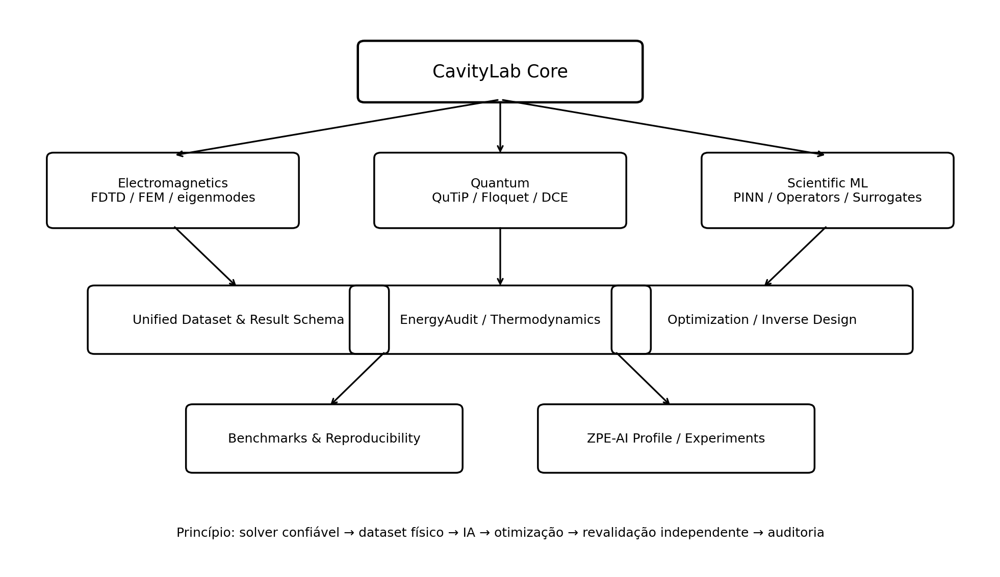 CavityLab Core
Electromagnetics
FDTD / FEM / eigenmodes
Quantum
QuTiP / Floquet / DCE
Scientific ML
PINN / Operators / Surrogates
Unified Dataset & Result Schema
EnergyAudit / Thermodynamics
Optimization / Inverse Design
Benchmarks & Reproducibility
ZPE-AI Profile / Experiments
Princípio: solver confiável → dataset físico → IA → otimização → revalidação independente → auditoria